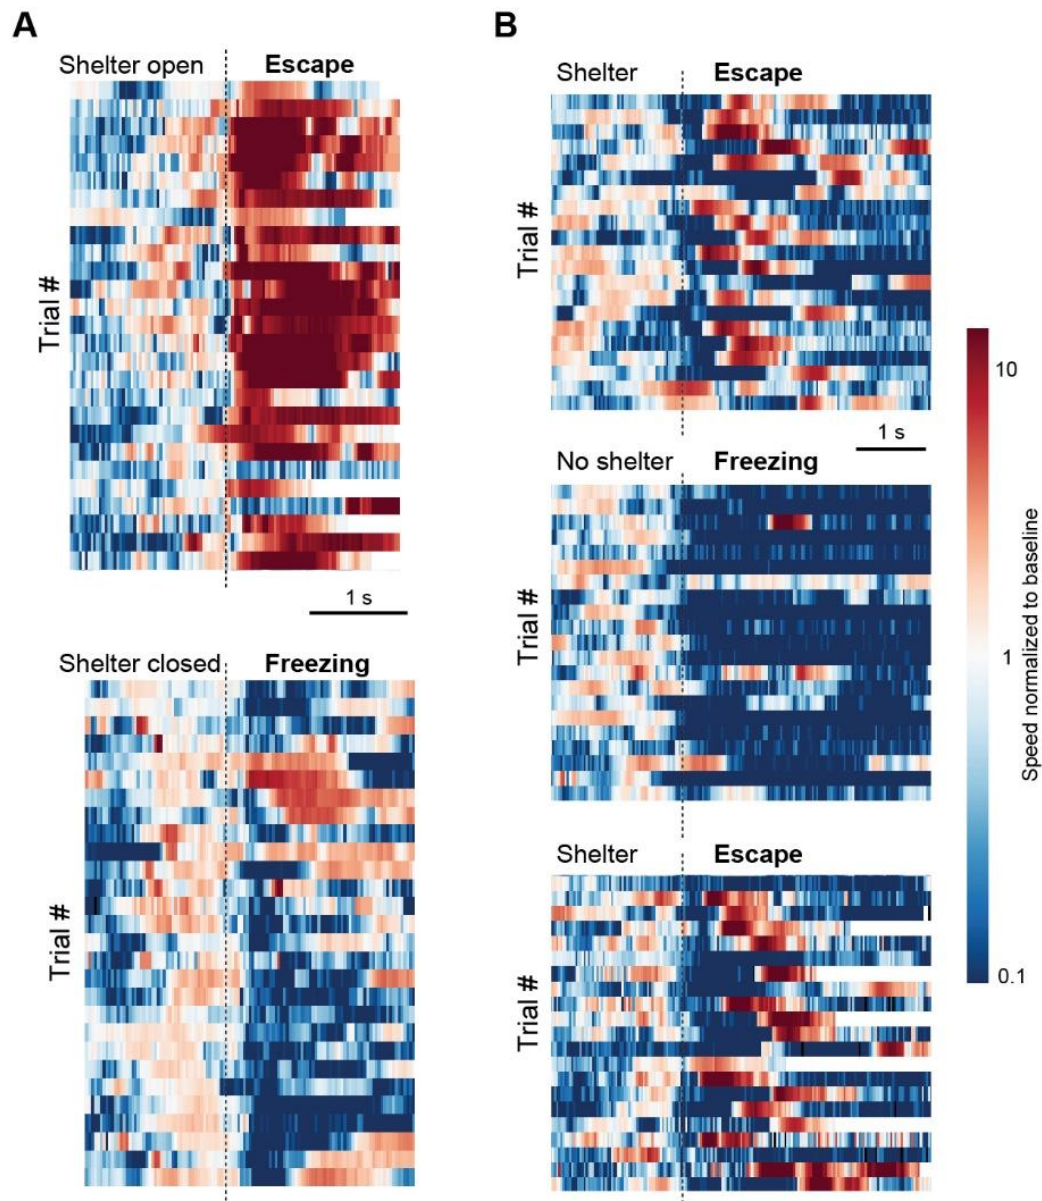 A
Shelter open Escape
Trial #
1 s
Shelter closed Freezing
Trial #
B
Shelter Escape
Trial #
1 s
No shelter Freezing
Trial #
Shelter Escape
Trial #
10
1
0.1
Speed normalized to baseline